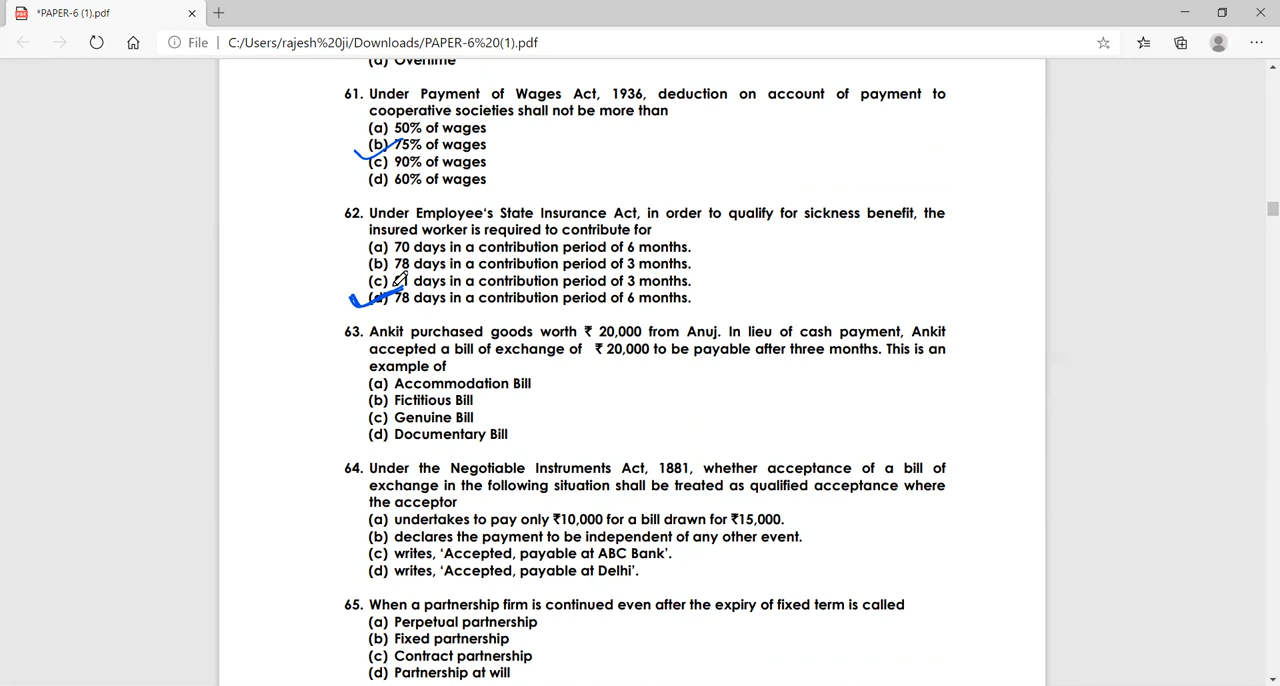 *PAPER-6 (1).pdf
File | C:/Users/rajesh%20ji/Downloads/PAPER-6%20(1).pdf
(d) Overtime
61. Under Payment of Wages Act, 1936, deduction on account of payment to
cooperative societies shall not be more than
(a) 50% of wages
(b) 75% of wages
(c) 90% of wages
(d) 60% of wages
62. Under Employee's State Insurance Act, in order to qualify for sickness benefit, the
insured worker is required to contribute for
(a) 70 days in a contribution period of 6 months.
(b) 78 days in a contribution period of 3 months.
(c) days in a contribution period of 3 months.
(d) 78 days in a contribution period of 6 months.
63. Ankit purchased goods worth ₹ 20,000 from Anuj. In lieu of cash payment, Ankit
accepted a bill of exchange of ₹ 20,000 to be payable after three months. This is an
example of
(a) Accommodation Bill
(b) Fictitious Bill
(c) Genuine Bill
(d) Documentary Bill
64. Under the Negotiable Instruments Act, 1881, whether acceptance of a bill of
exchange in the following situation shall be treated as qualified acceptance where
the acceptor
(a) undertakes to pay only ₹10,000 for a bill drawn for ₹15,000.
(b) declares the payment to be independent of any other event.
(c) writes, 'Accepted, payable at ABC Bank'.
(d) writes, 'Accepted, payable at Delhi'.
65. When a partnership firm is continued even after the expiry of fixed term is called
(a) Perpetual partnership
(b) Fixed partnership
(c) Contract partnership
(d) Partnership at will